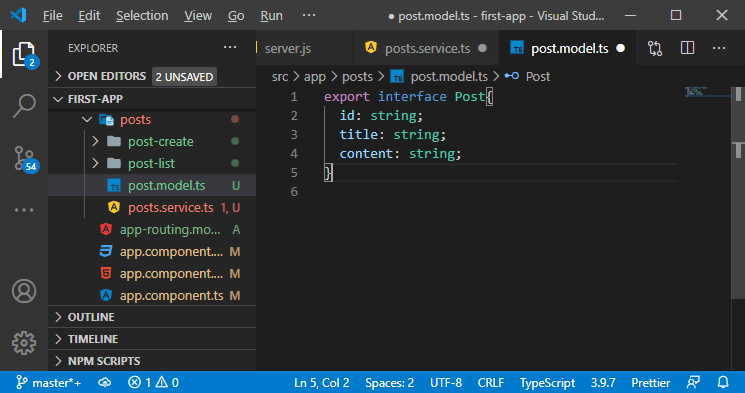 File Edit Selection View Go Run ··· ● post.model.ts - first-app - Visual Stud...
EXPLORER ···
server.js posts.service.ts ● post.model.ts ● ···
OPEN EDITORS 2 UNSAVED
src > app > posts > post.model.ts > Post
FIRST-APP
posts
post-create
post-list
post.model.ts U
posts.service.ts 1, U
app-routing.mo... A
app.component.... M
app.component.... M
app.component.ts M
OUTLINE
TIMELINE
NPM SCRIPTS
2
54
1 export interface Post{
2 id: string;
3 title: string;
4 content: string;
5 }
6
master*+ 1 0 Ln 5, Col 2 Spaces: 2 UTF-8 CRLF TypeScript 3.9.7 Prettier